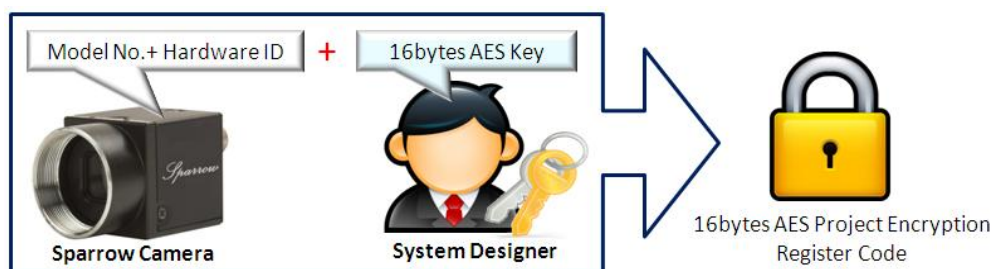 Model No.+ Hardware ID
+
16bytes AES Key
Sparrow
Sparrow Camera
System Designer
16bytes AES Project Encryption
Register Code